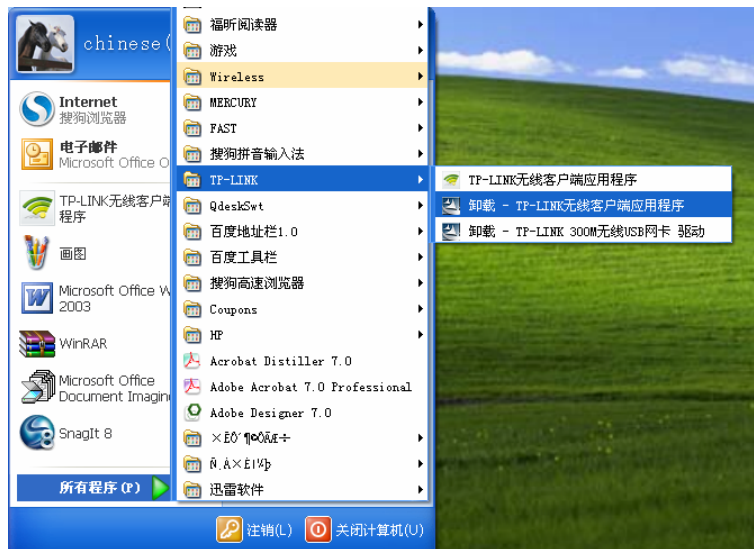 chinese(
Internet
搜狗浏览器
电子邮件
Microsoft Office O
TP-LINK无线客户端
程序
画图
Microsoft Office W
2003
WinRAR
Microsoft Office
Document Imagin
SnagIt 8
所有程序(P)
福昕阅读器
游戏
Wireless
MERCURY
FAST
搜狗拼音输入法
TP-LINK
QdeskSwt
百度地址栏1.0
百度工具栏
搜狗高速浏览器
Coupons
HP
Acrobat Distiller 7.0
Adobe Acrobat 7.0 Professional
Adobe Designer 7.0
迅雷软件
TP-LINK无线客户端应用程序
卸载 - TP-LINK无线客户端应用程序
卸载 - TP-LINK 300M无线USB网卡 驱动
注销(L)
关闭计算机(U)